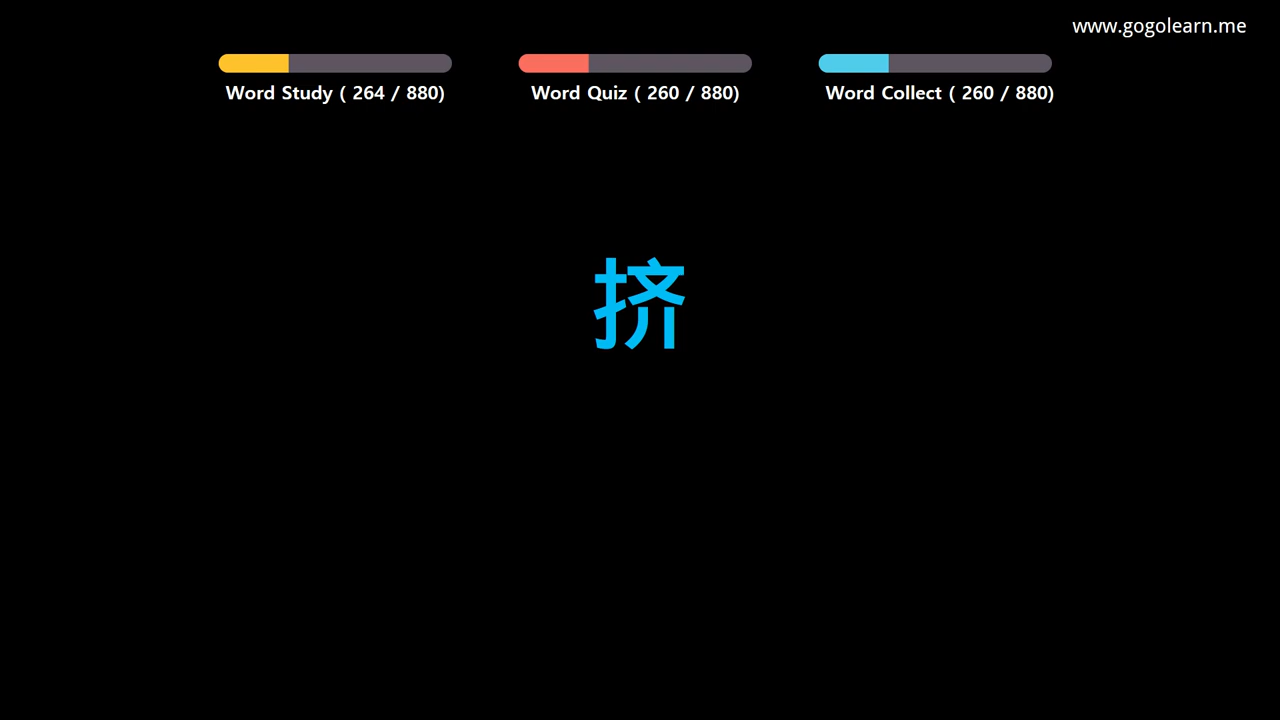 www.gogolearn.me
Word Study ( 264 / 880)
Word Quiz ( 260 / 880)
Word Collect ( 260 / 880)
挤